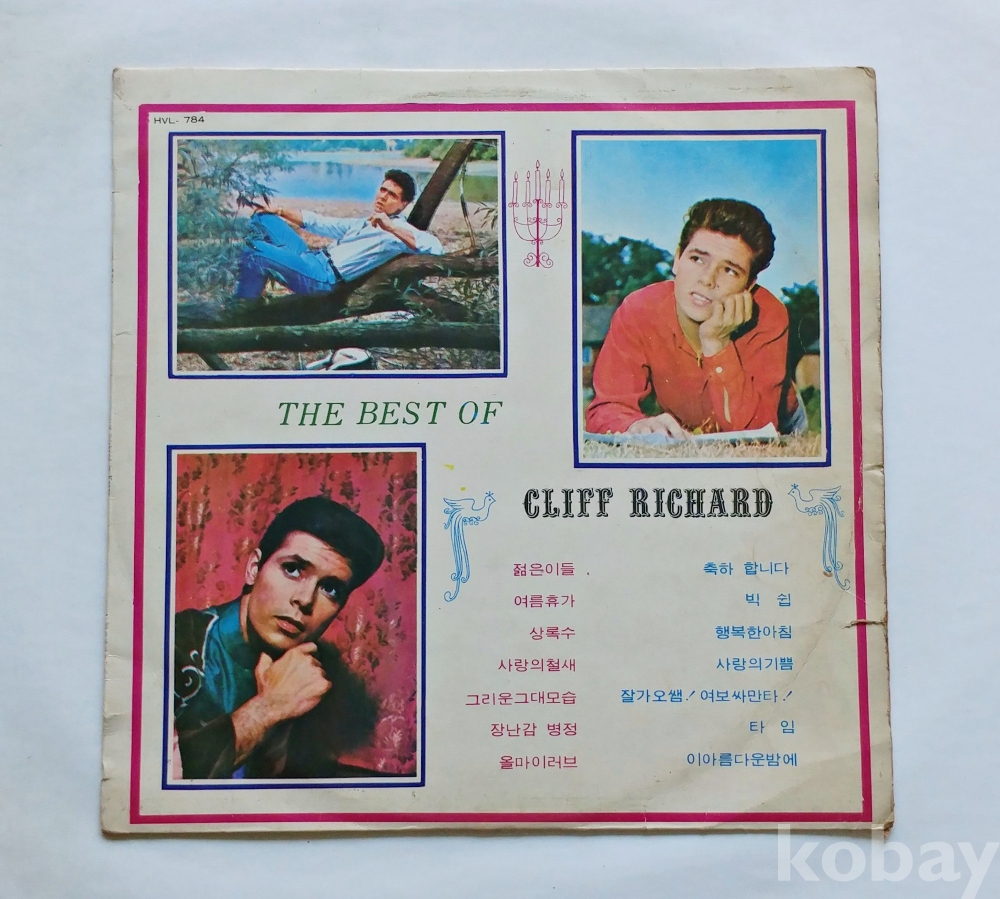 HVL- 784
THE BEST OF
CLIFF RICHARD
젊은이들
여름휴가
상록수
사랑의철새
그리운그대모습
장난감 병정
올마이러브
축하 합니다
빅 쉽
행복한아침
사랑의기쁨
잘가오쌤! 여보싸만타!
타 임
이아름다운밤에
kobay